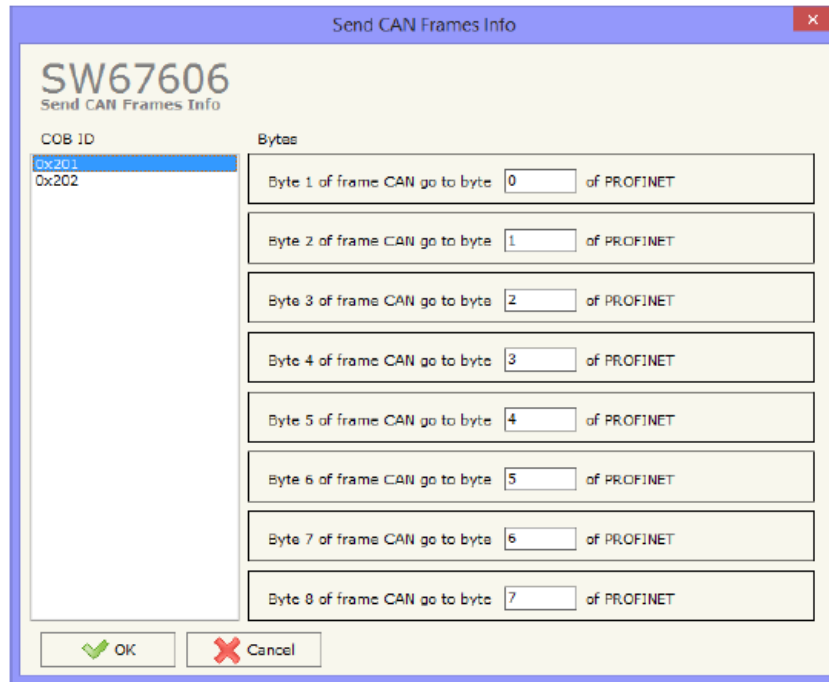 Send CAN Frames Info
SW67606
Send CAN Frames Info
COB ID
Bytes
0x201
0x202
Byte 1 of frame CAN go to byte 0 of PROFINET
Byte 2 of frame CAN go to byte 1 of PROFINET
Byte 3 of frame CAN go to byte 2 of PROFINET
Byte 4 of frame CAN go to byte 3 of PROFINET
Byte 5 of frame CAN go to byte 4 of PROFINET
Byte 6 of frame CAN go to byte 5 of PROFINET
Byte 7 of frame CAN go to byte 6 of PROFINET
Byte 8 of frame CAN go to byte 7 of PROFINET
OK
Cancel